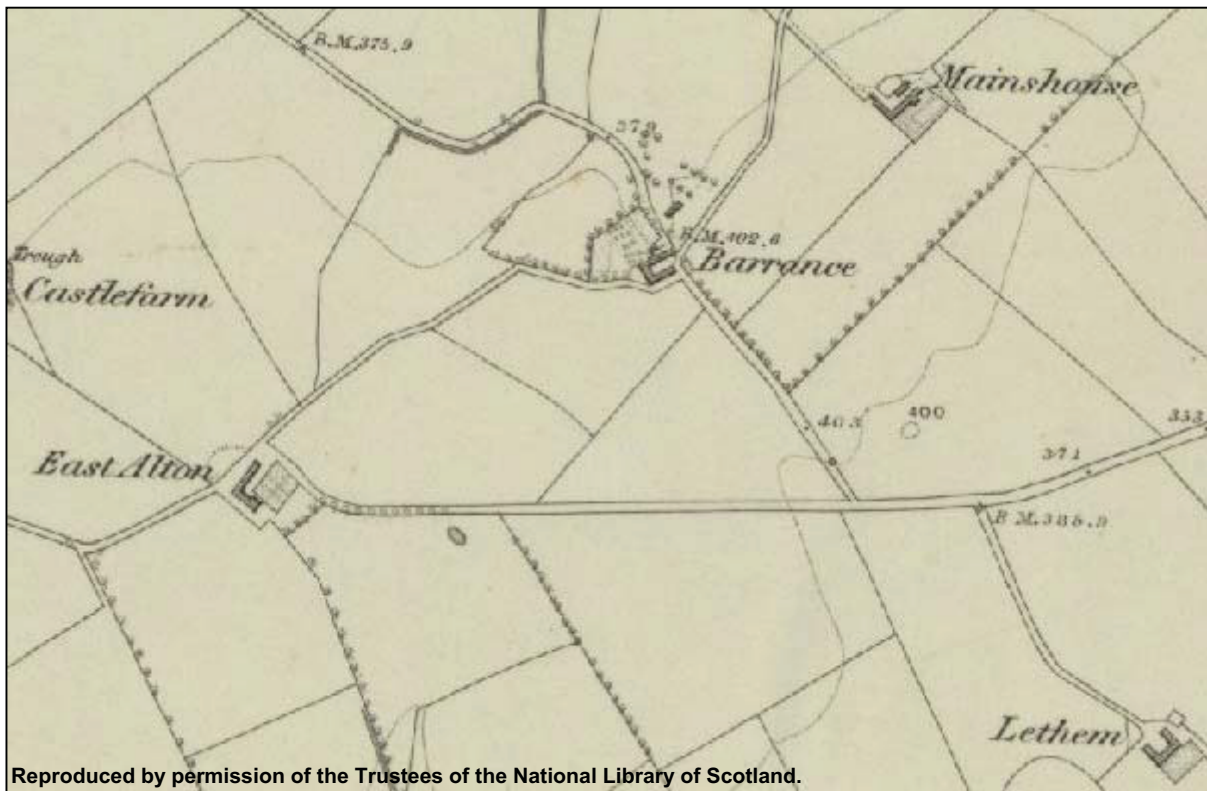 B.M.375.9
Mainshouse
379
B.M.402.6
Barrance
Trough
Castlefarm
403
400
353
371
East Alton
B.M.385.9
Lethem
Reproduced by permission of the Trustees of the National Library of Scotland.